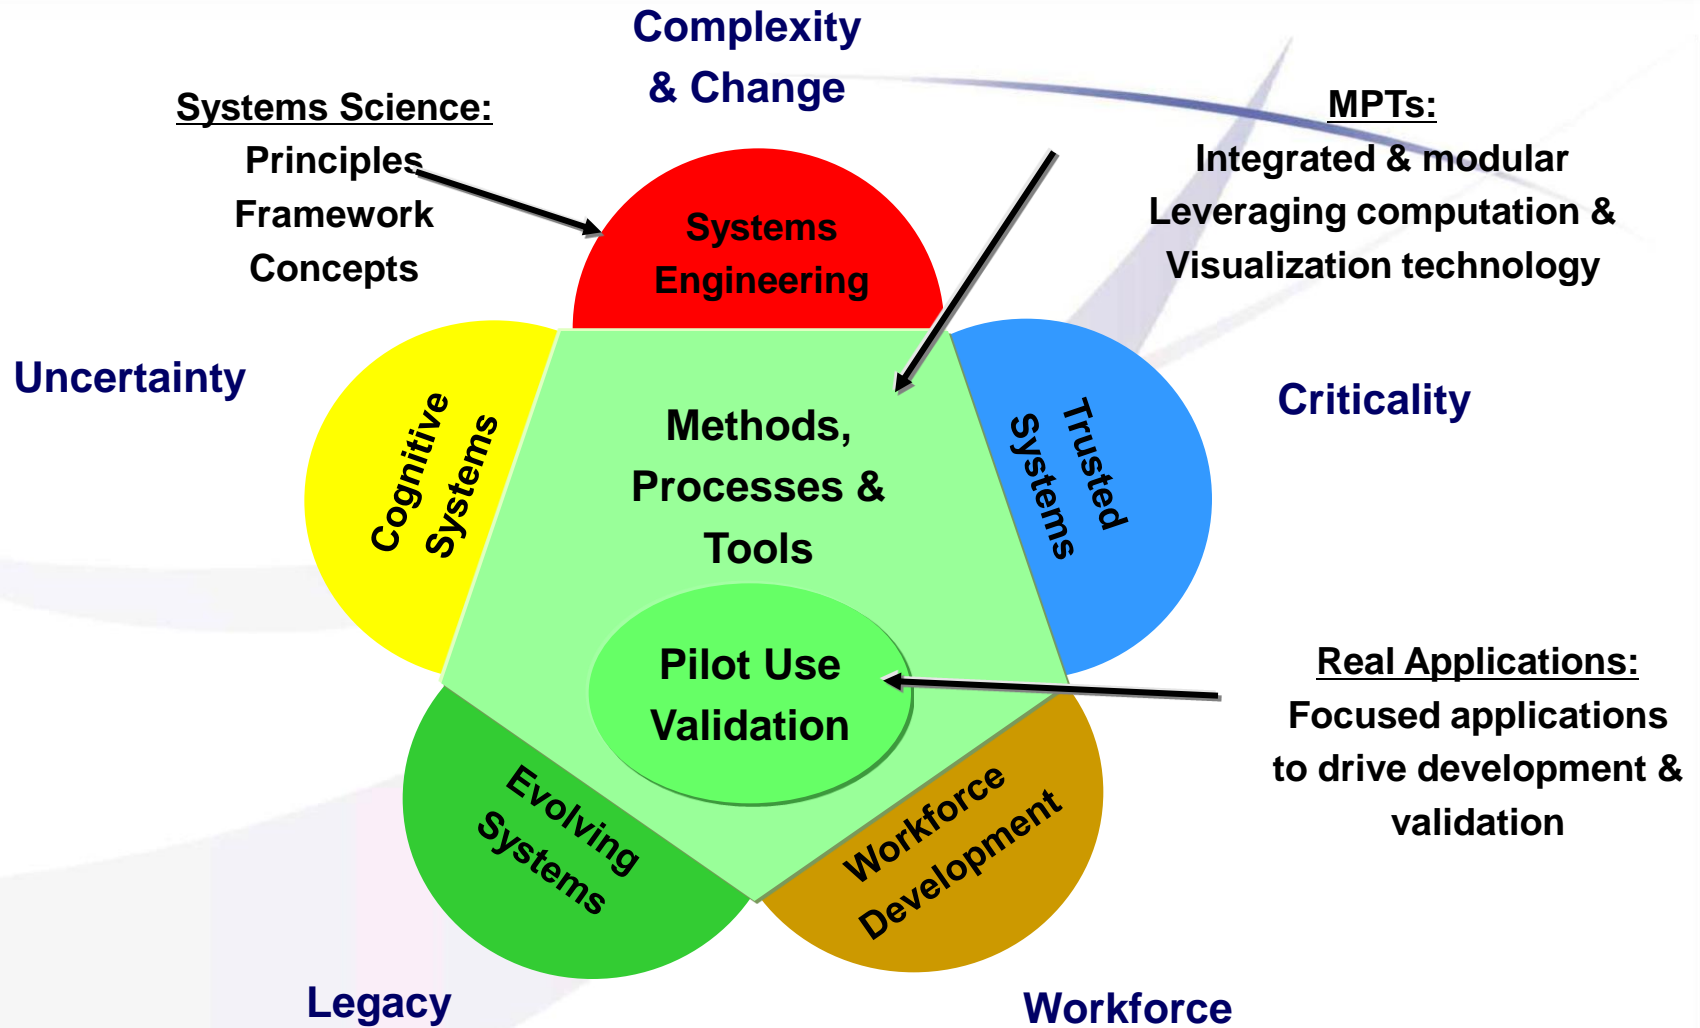 Complexity
& Change
Systems Science:
Principles
Framework
Concepts
MPTs:
Integrated & modular
Leveraging computation &
Visualization technology
Systems
Engineering
Uncertainty
Criticality
Cognitive
Systems
Methods,
Processes &
Tools
Trusted
Systems
Pilot Use
Validation
Real Applications:
Focused applications
to drive development &
validation
Evolving
Systems
Workforce
Development
Legacy
Workforce